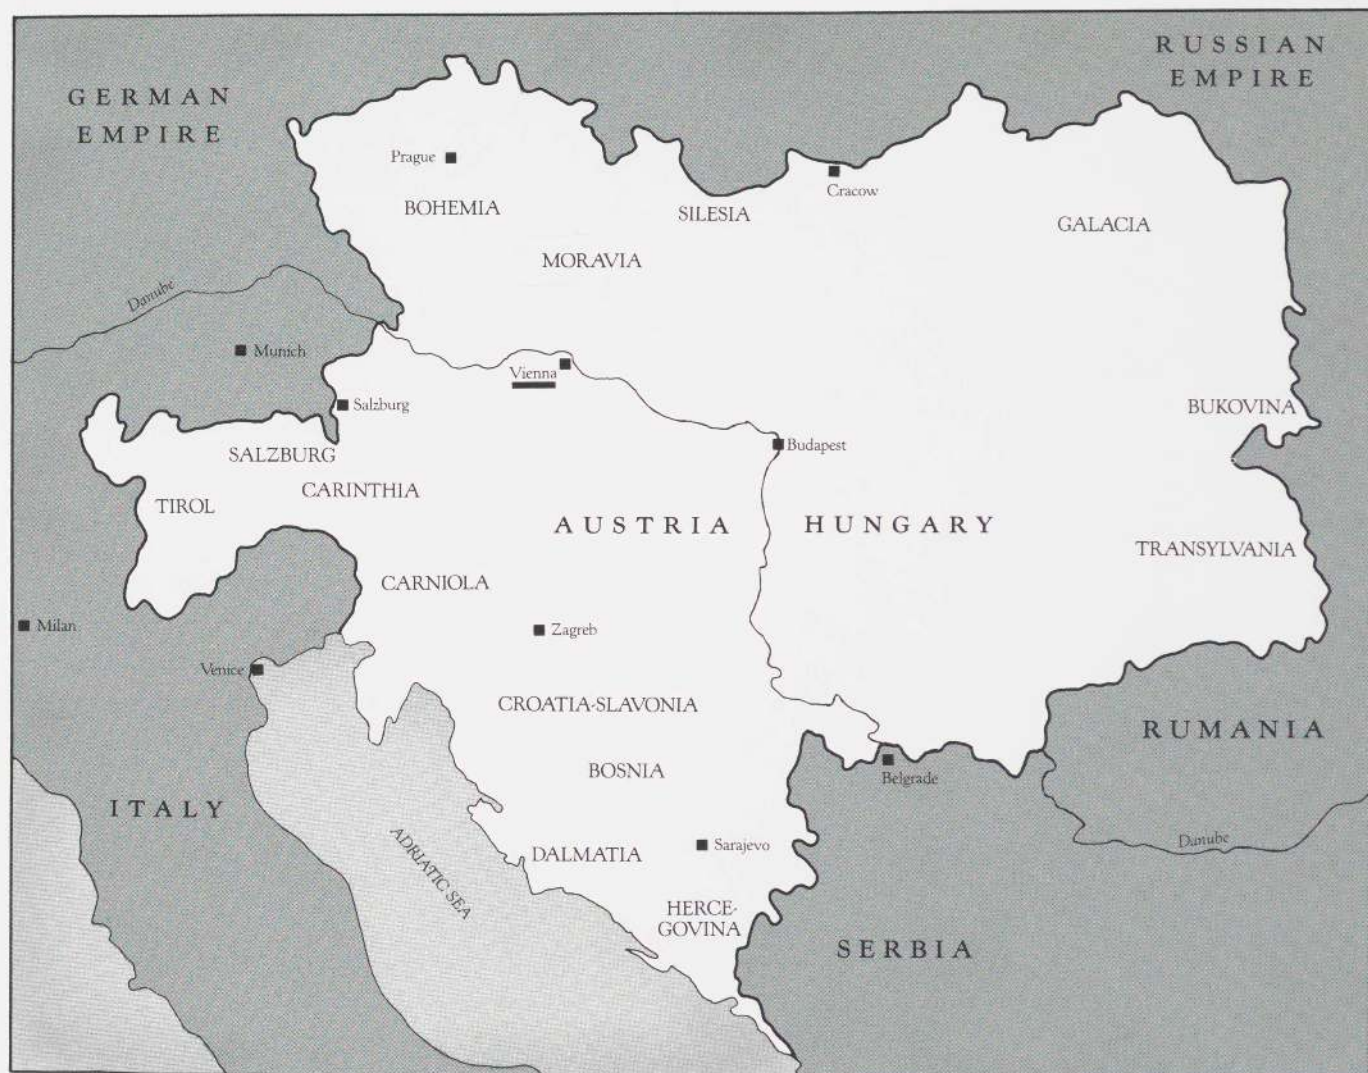 GERMAN
EMPIRE
RUSSIAN
EMPIRE
Prague
BOHEMIA
MORAVIA
SILESIA
Cracow
GALACIA
Danube
Munich
Vienna
Salzburg
SALZBURG
CARINTHIA
TIROL
Budapest
BUKOVINA
AUSTRIA HUNGARY
TRANSYLVANIA
CARNIOLA
Milan
Zagreb
Venice
CROATIA-SLAVONIA
BOSNIA
RUMANIA
Belgrade
ITALY
ADRIATIC SEA
DALMATIA
Sarajevo
Danube
HERCE-
GOVINA
SERBIA